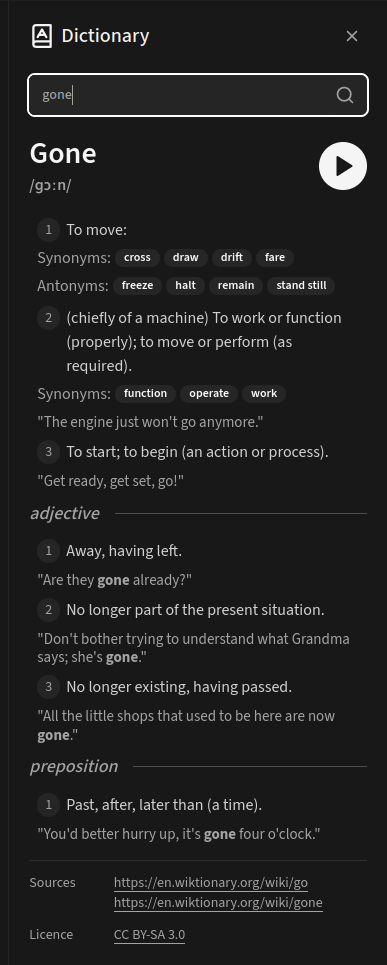 Dictionary
gone
Gone
/ɡɔːn/
1 To move:
Synonyms: cross draw drift fare
Antonyms: freeze halt remain stand still
2 (chiefly of a machine) To work or function
(properly); to move or perform (as
required).
Synonyms: function operate work
"The engine just won't go anymore."
3 To start; to begin (an action or process).
"Get ready, get set, go!"
adjective
1 Away, having left.
"Are they gone already?"
2 No longer part of the present situation.
"Don't bother trying to understand what Grandma
says; she's gone."
3 No longer existing, having passed.
"All the little shops that used to be here are now
gone."
preposition
1 Past, after, later than (a time).
"You'd better hurry up, it's gone four o'clock."
Sources https://en.wiktionary.org/wiki/go
https://en.wiktionary.org/wiki/gone
Licence CC BY-SA 3.0